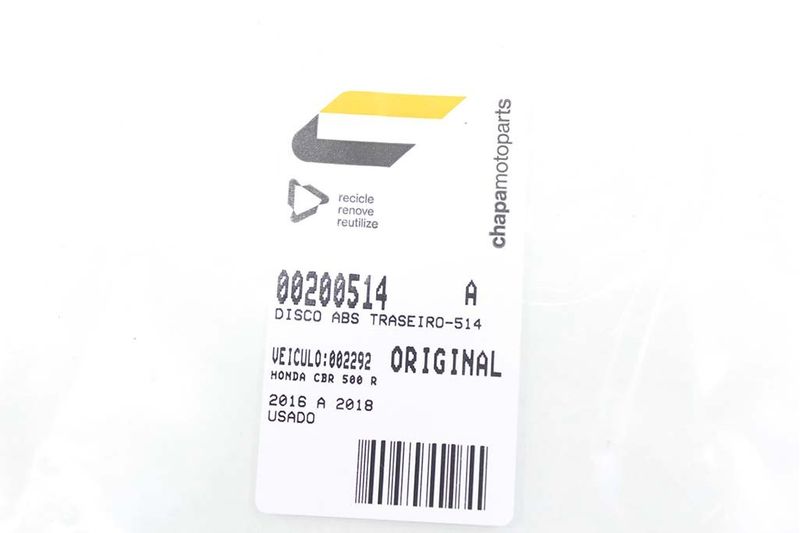 chapamotoparts
recicle
renove
reutilize
00200514 A
DISCO ABS TRASEIRO-514
VEICULO:002292 ORIGINAL
HONDA CBR 500 R
2016 A 2018
USADO